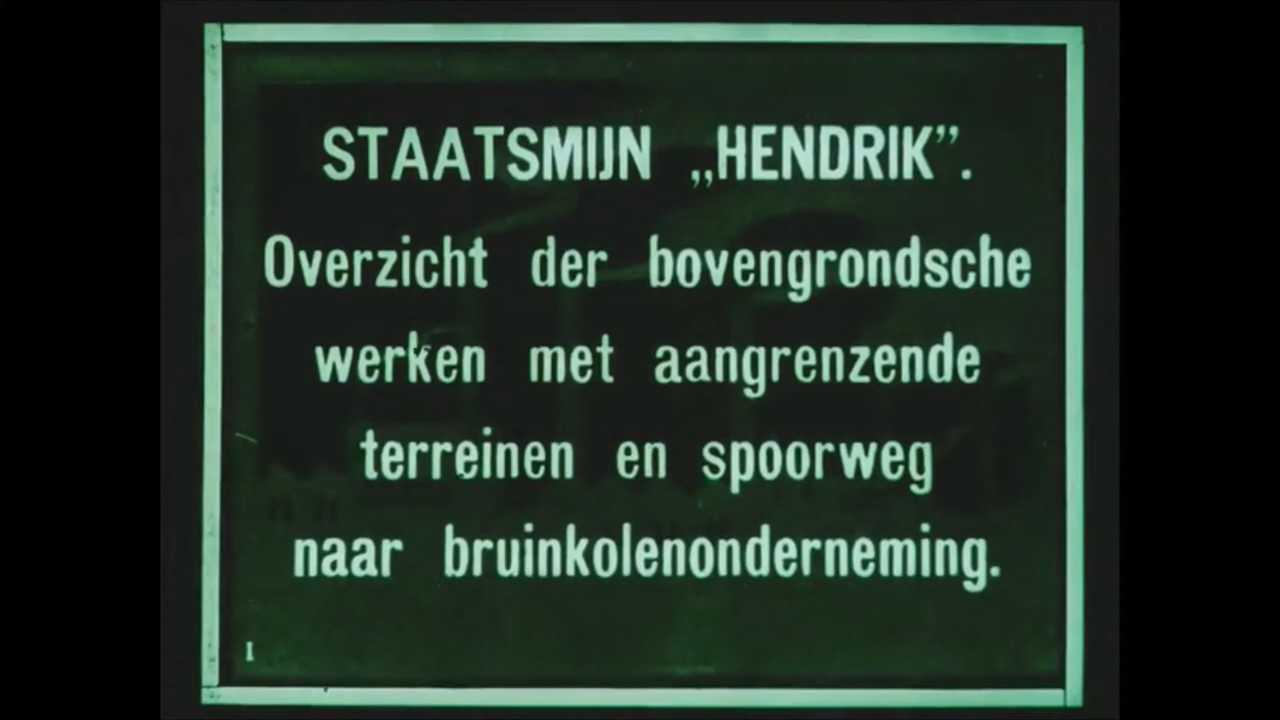 STAATSMIJN „HENDRIK”.
Overzicht der bovengrondsche
werken met aangrenzende
terreinen en spoorweg
naar bruinkolenonderneming.
1